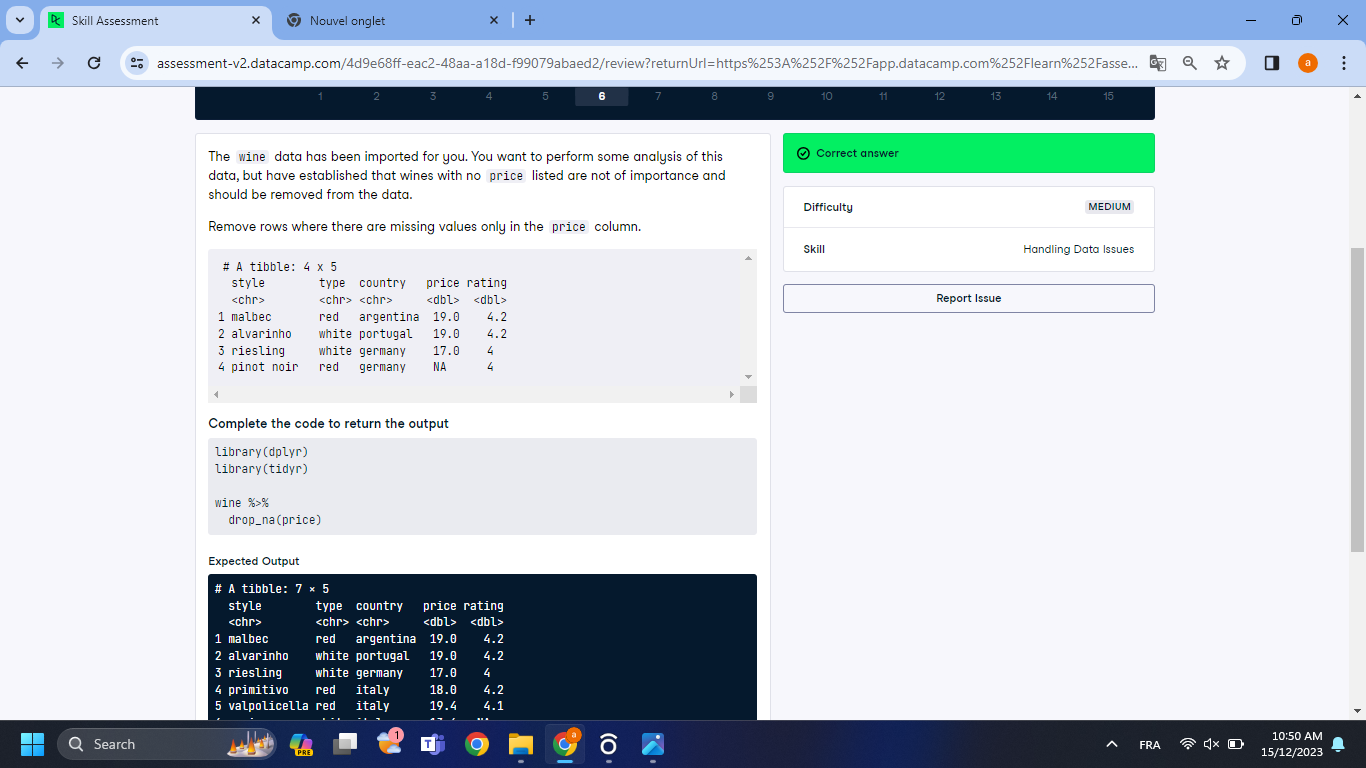 Skill Assessment
Nouvel onglet
assessment-v2.datacamp.com/4d9e68ff-eac2-48aa-a18d-f99079abaed2/review?returnUrl=https%253A%252F%252Fapp.datacamp.com%252Flearn%252Fasse...
a
1 2 3 4 5 6 7 8 9 10 11 12 13 14 15
The wine data has been imported for you. You want to perform some analysis of this
data, but have established that wines with no price listed are not of importance and
should be removed from the data.
Remove rows where there are missing values only in the price column.
# A tibble: 4 x 5
style type country price rating
<chr> <chr> <chr> <dbl> <dbl>
1 malbec red argentina 19.0 4.2
2 alvarinho white portugal 19.0 4.2
3 riesling white germany 17.0 4
4 pinot noir red germany NA 4
Complete the code to return the output
library(dplyr)
library(tidyr)
wine %>%
drop_na(price)
Expected Output
# A tibble: 7 × 5
style type country price rating
<chr> <chr> <chr> <dbl> <dbl>
1 malbec red argentina 19.0 4.2
2 alvarinho white portugal 19.0 4.2
3 riesling white germany 17.0 4
4 primitivo red italy 18.0 4.2
5 valpolicella red italy 19.4 4.1
Correct answer
Difficulty MEDIUM
Skill Handling Data Issues
Report Issue
Search
PRE
1
a
FRA
10:50 AM
15/12/2023